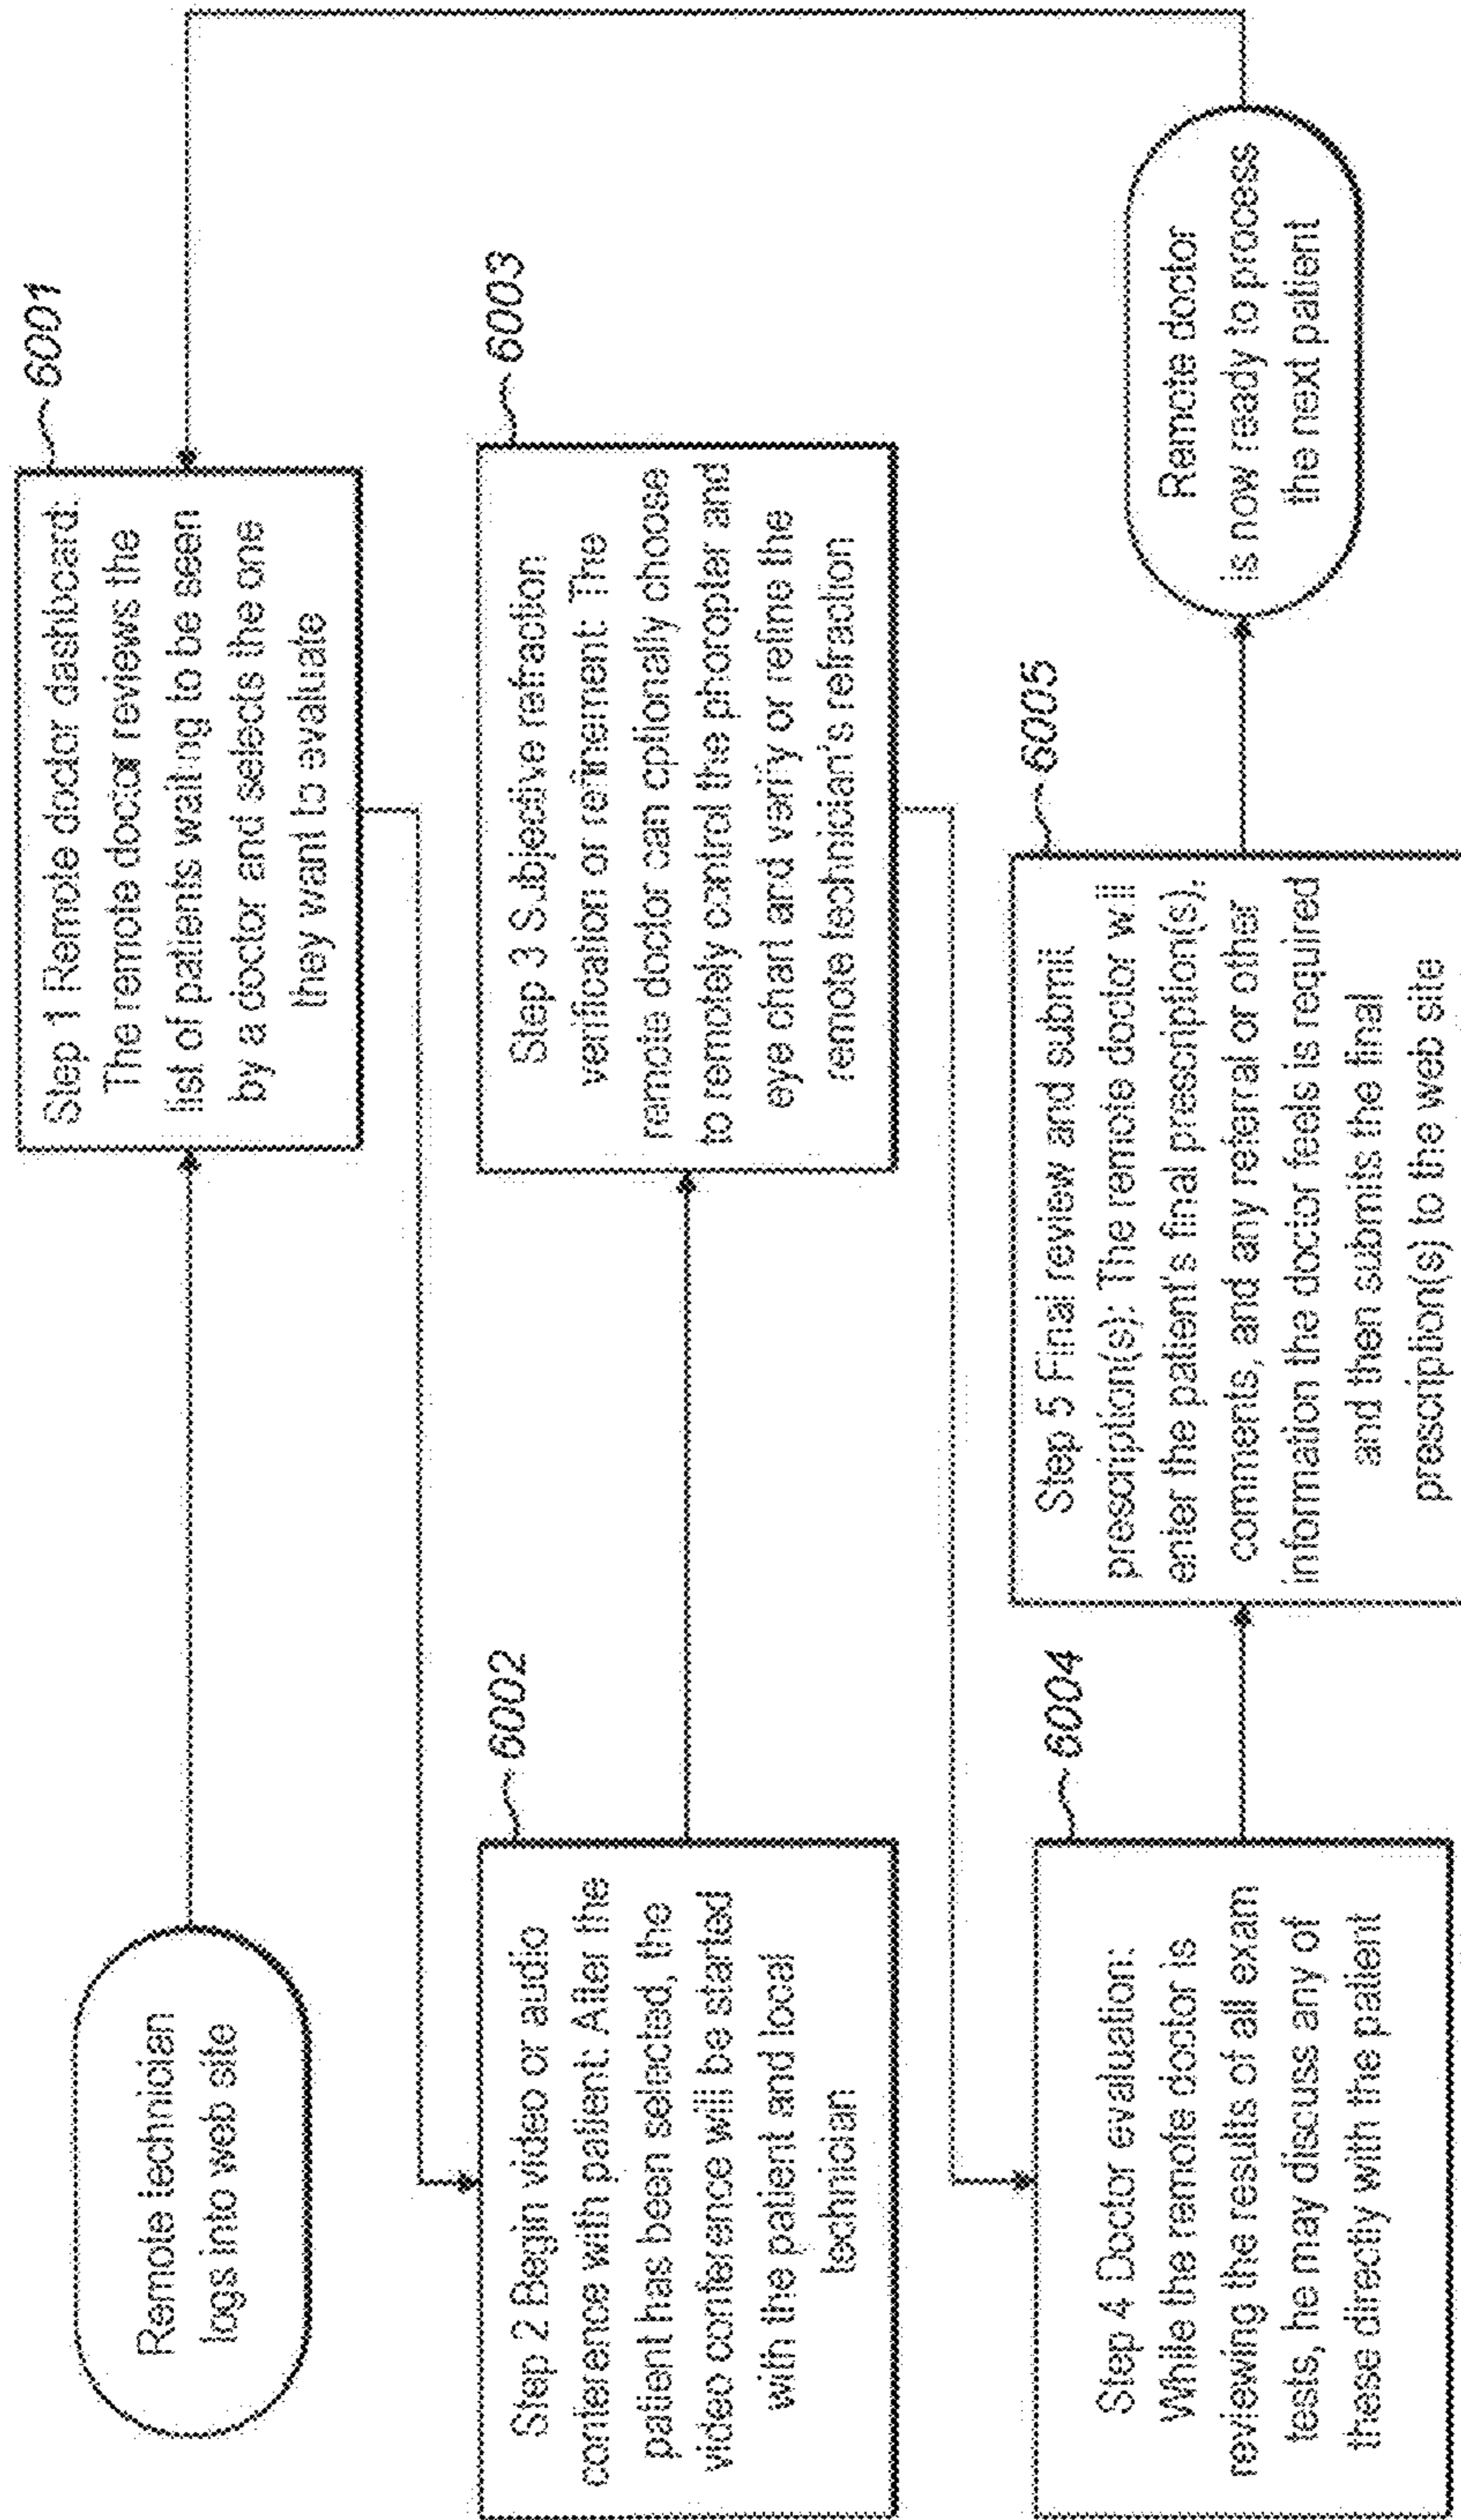 Remote technician
logs into web site
6001
Step 1 Remote doctor dashboard:
The remote doctor reviews the
list of patients waiting to be seen
by a doctor and selects the one
they want to evaluate
6002
Step 2 Begin video or audio
conference with patient: After the
patient has been selected, the
video conference will be started
with the patient and local
technician
6003
Step 3 Subjective refraction
verification or refinement: The
remote doctor can optionally choose
to remotely control the phoropter and
eye chart and varify or refine the
remote technician's refraction
6004
Step 4 Doctor evaluation:
While the remote doctor is
reviewing the results of all exam
tests, he may discuss any of
these directly with the patient
6005
Step 5 Final review and submit
prescription(s): The remote doctor will
enter the patient's final prescription(s),
comments, and any referral or other
information the doctor feels is required
and then submits the final
prescription(s) to the web site
Remote doctor
is now ready to process
the next patient